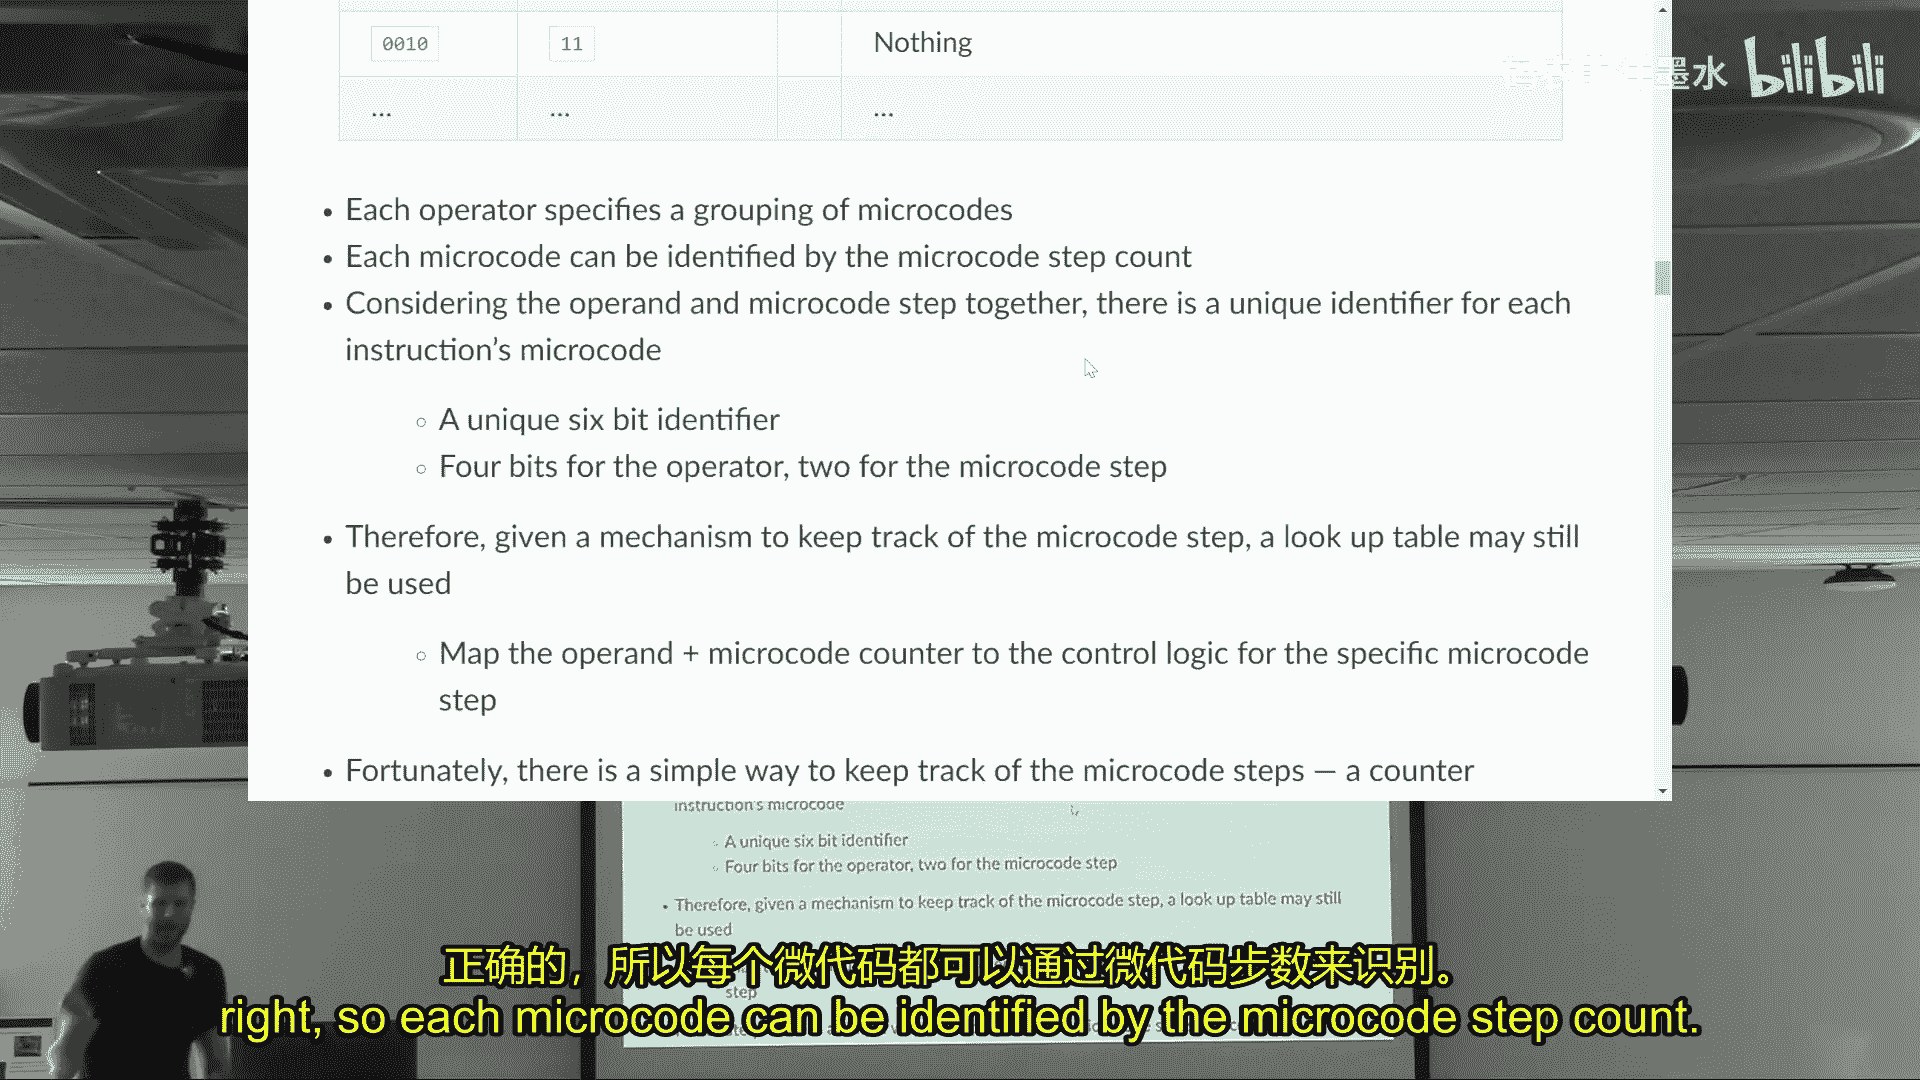 0010 11 Nothing
... ... ...
墨水 bilibili
• Each operator specifies a grouping of microcodes
• Each microcode can be identified by the microcode step count
• Considering the operand and microcode step together, there is a unique identifier for each
instruction’s microcode
◦ A unique six bit identifier
◦ Four bits for the operator, two for the microcode step
• Therefore, given a mechanism to keep track of the microcode step, a look up table may still
be used
◦ Map the operand + microcode counter to the control logic for the specific microcode
step
• Fortunately, there is a simple way to keep track of the microcode steps — a counter
instruction's microcode
◦ A unique six bit identifier
◦ Four bits for the operator, two for the microcode step
• Therefore, given a mechanism to keep track of the microcode step, a look up table may still
be used
step
正确的，所以每个微代码都可以通过微代码步数来识别。
right, so each microcode can be identified by the microcode step count.